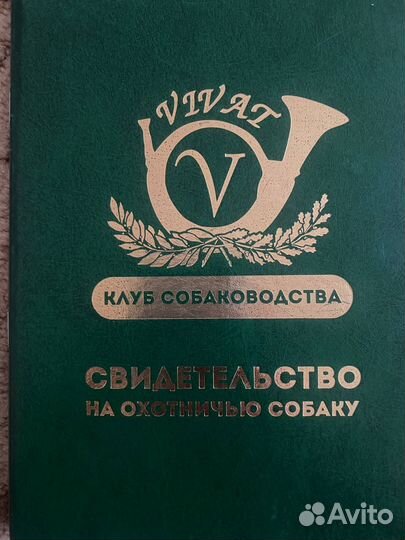 VIVAT
V
КЛУБ СОБАКОВОДСТВА
СВИДЕТЕЛЬСТВО
НА ОХОТНИЧЬЮ СОБАКУ
Avito